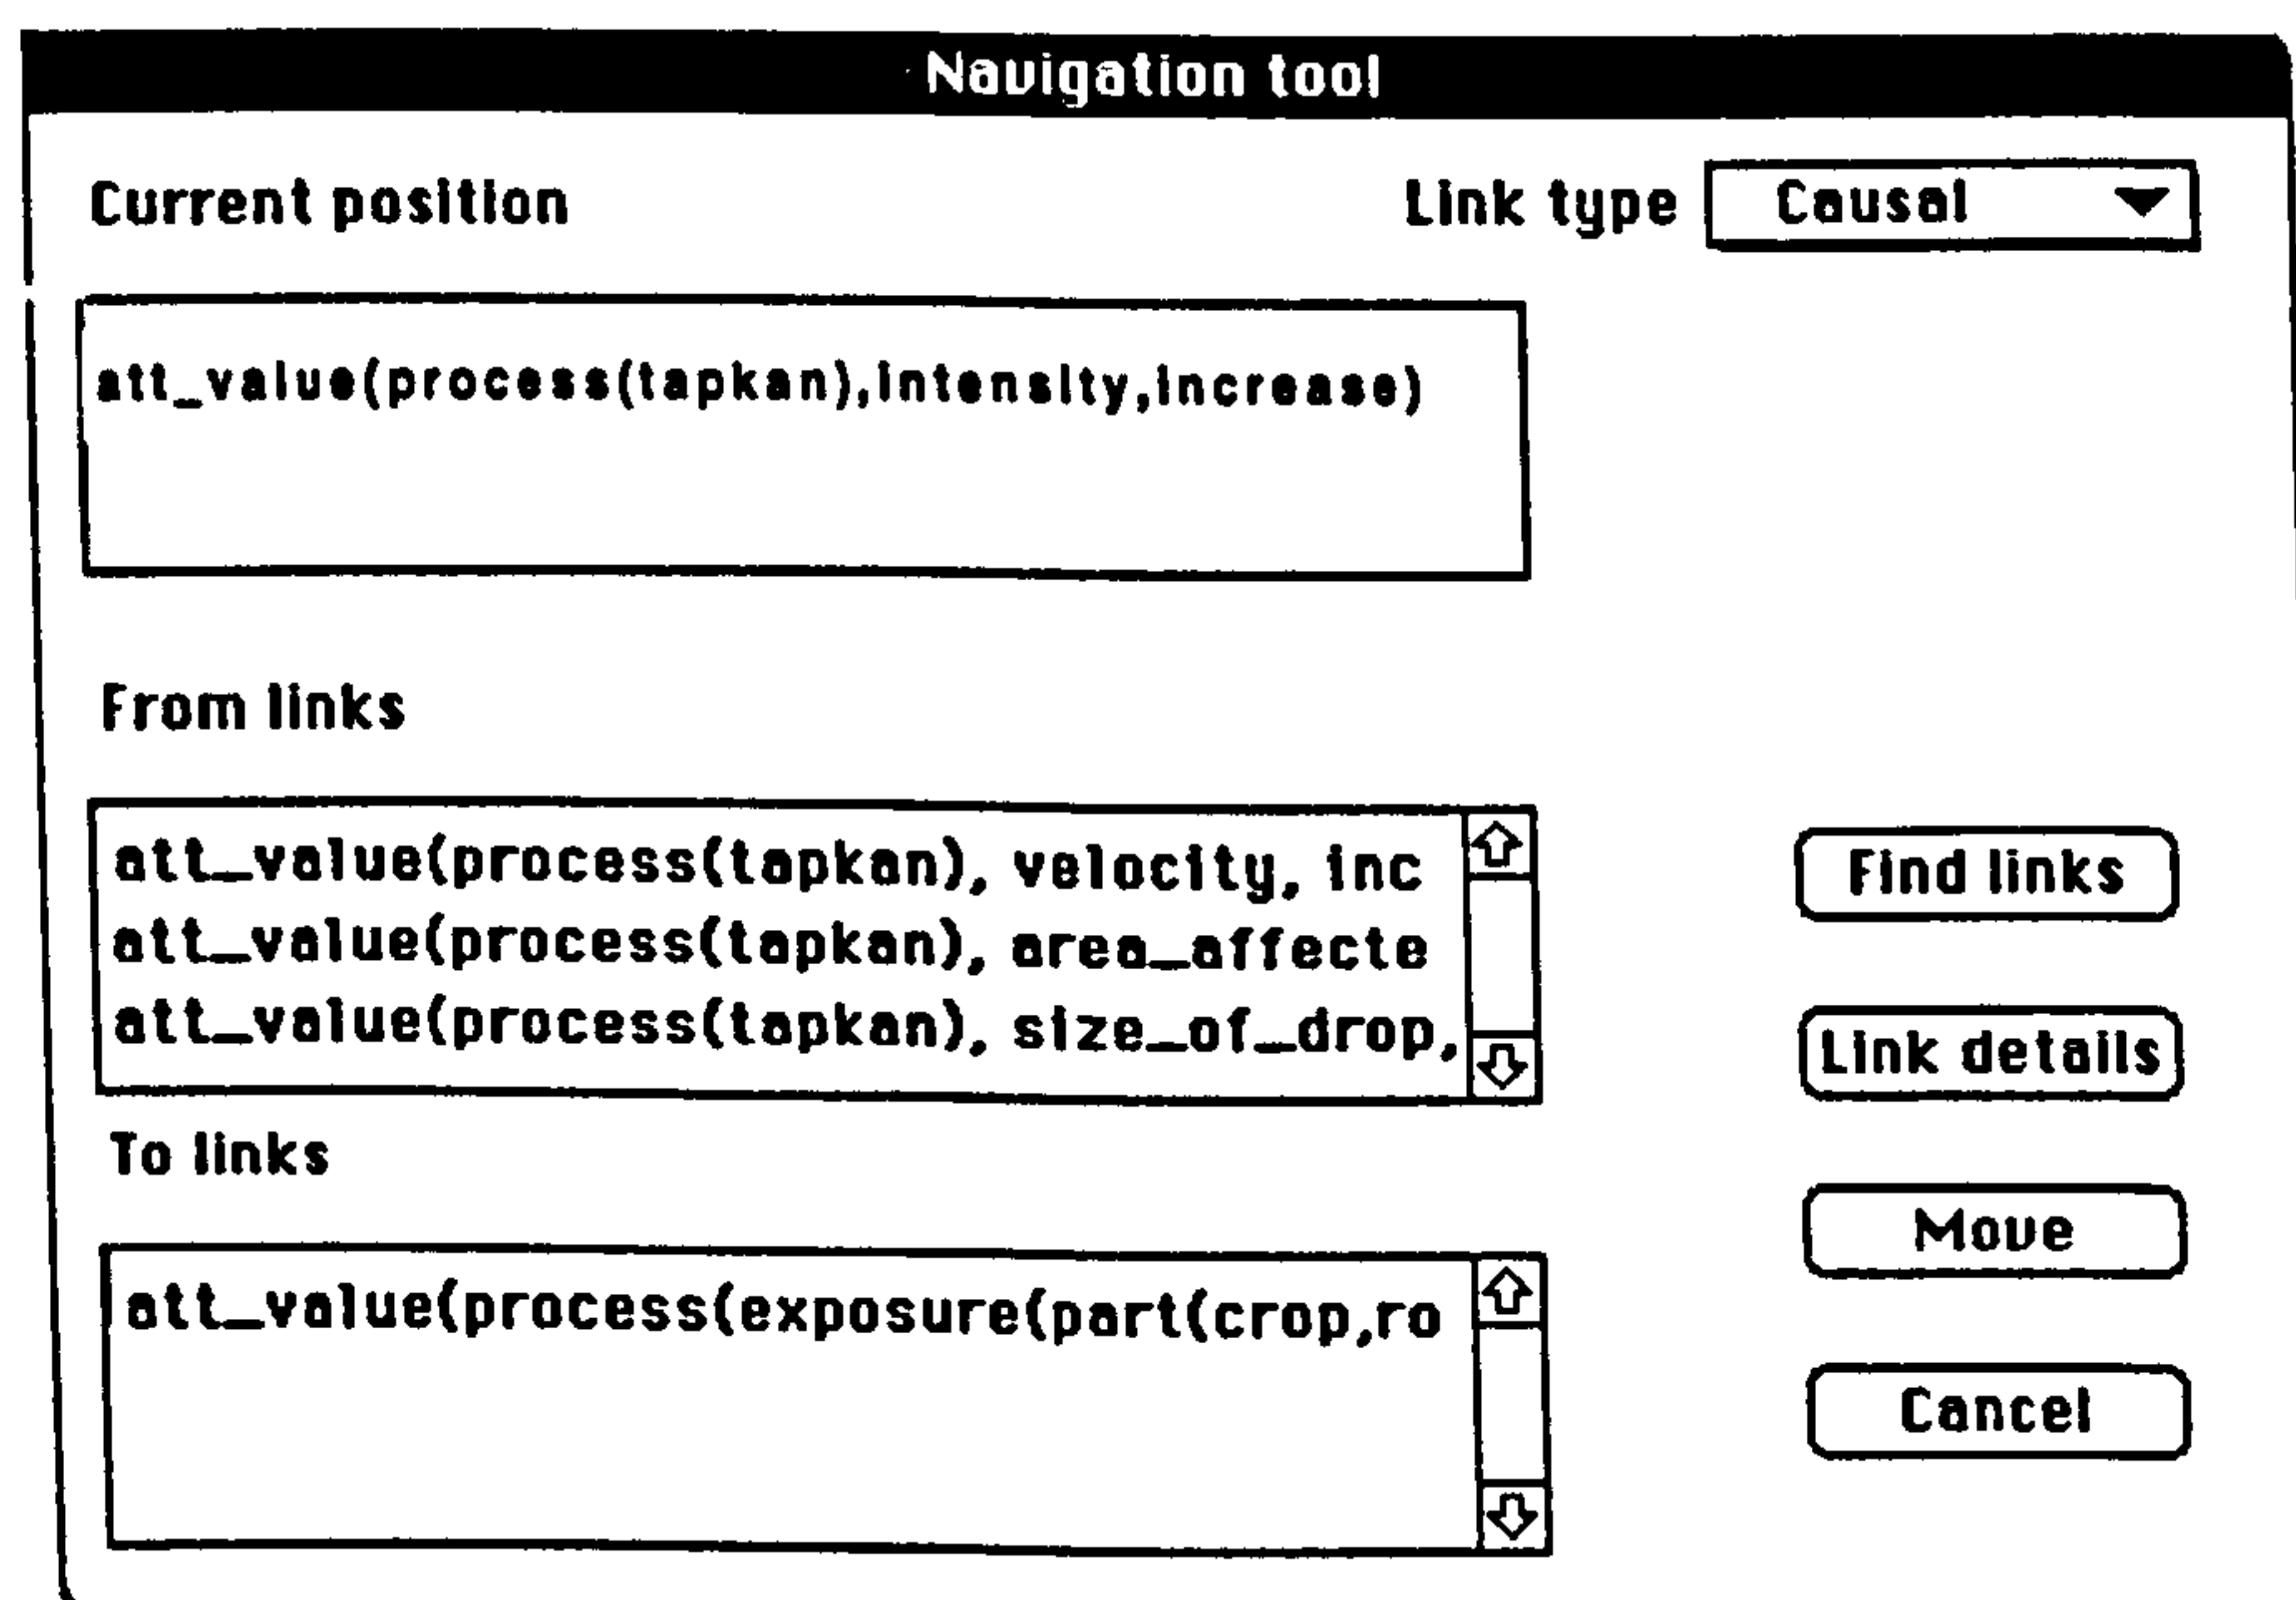 Navigation tool
Current position
Link type Causal
att_value(process(tapkan),intensity,increase)
From links
att_value(process(tapkan), velocity, inc
att_value(process(tapkan), area_affecte
att_value(process(tapkan), size_of_drop,
To links
att_value(process(exposure(part(crop,ro
Find links
Link details
Move
Cancel